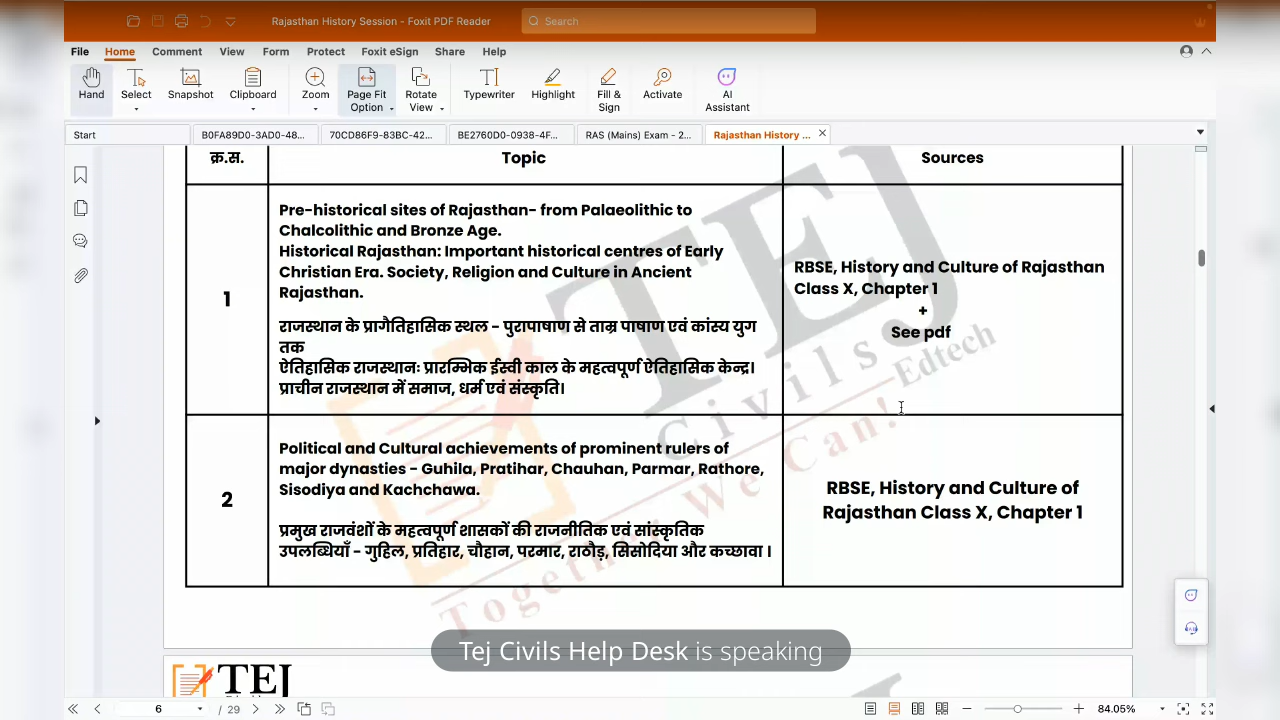 Rajasthan History Session - Foxit PDF Reader
Search
File Home Comment View Form Protect Foxit eSign Share Help
Hand Select Snapshot Clipboard Zoom Page Fit Option Rotate View Typewriter Highlight Fill & Sign Activate AI Assistant
Start B0FA89D0-3AD0-48... 70CD86F9-83BC-42... BE2760D0-0938-4F... RAS (Mains) Exam - 2... Rajasthan History ...
क्र.स. Topic Sources
1
Pre-historical sites of Rajasthan- from Palaeolithic to
Chalcolithic and Bronze Age.
Historical Rajasthan: Important historical centres of Early
Christian Era. Society, Religion and Culture in Ancient
Rajasthan.
राजस्थान के प्रागैतिहासिक स्थल - पुरापाषाण से ताम्र पाषाण एवं कांस्य युग
तक
ऐतिहासिक राजस्थानः प्रारम्भिक ईस्वी काल के महत्वपूर्ण ऐतिहासिक केन्द्र।
प्राचीन राजस्थान में समाज, धर्म एवं संस्कृति।
RBSE, History and Culture of Rajasthan
Class X, Chapter 1
+
See pdf
2
Political and Cultural achievements of prominent rulers of
major dynasties - Guhila, Pratihar, Chauhan, Parmar, Rathore,
Sisodiya and Kachchawa.
प्रमुख राजवंशों के महत्वपूर्ण शासकों की राजनीतिक एवं सांस्कृतिक
उपलब्धियाँ - गुहिल, प्रतिहार, चौहान, परमार, राठौड़, सिसोदिया और कच्छावा ।
RBSE, History and Culture of
Rajasthan Class X, Chapter 1
TEJ
Civils
Edtech
Together We Can!
Tej Civils Help Desk is speaking
TEJ
6 / 29 84.05%